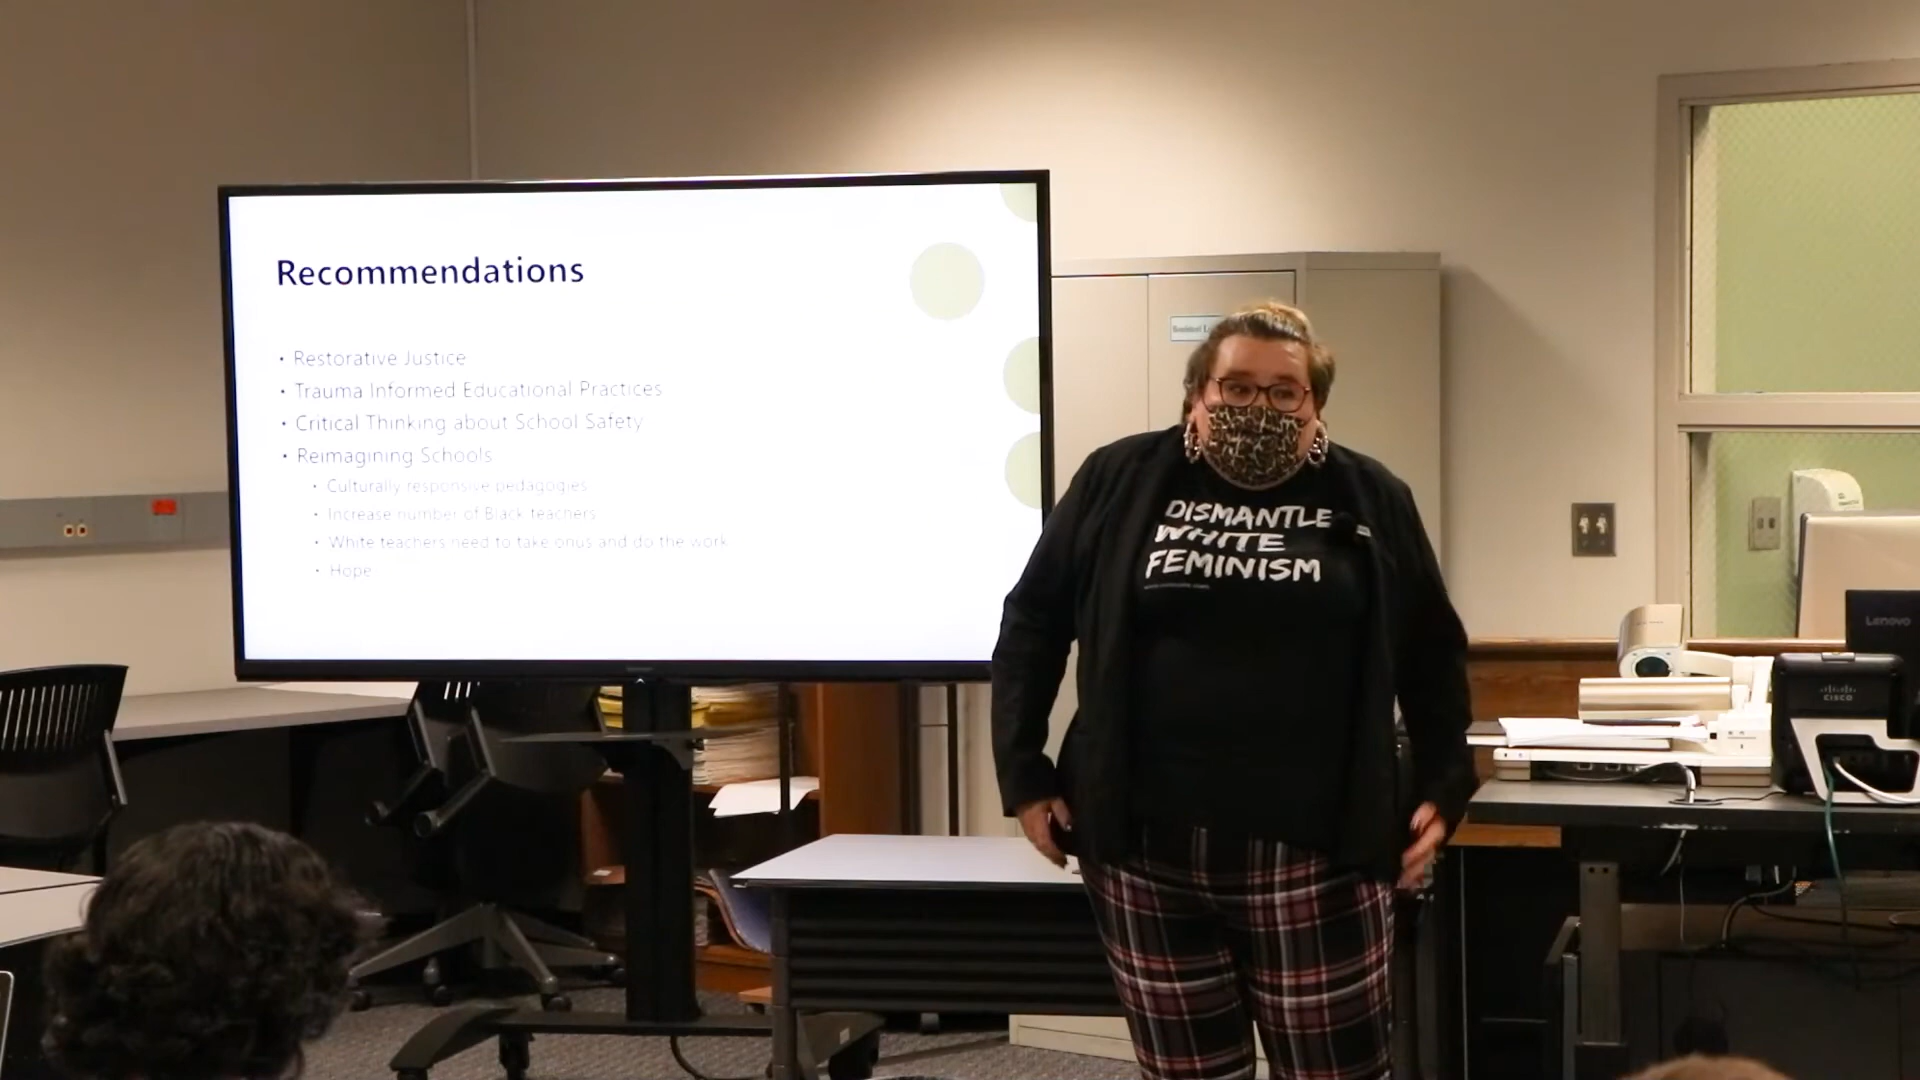 Recommendations
• Restorative Justice
• Trauma Informed Educational Practices
• Critical Thinking about School Safety
• Reimagining Schools
• Culturally responsive pedagogies
• Increase number of Black teachers
• White teachers need to take onus and do the work
• Hope
DISMANTLE
WHITE
FEMINISM
Lenovo
CISCO